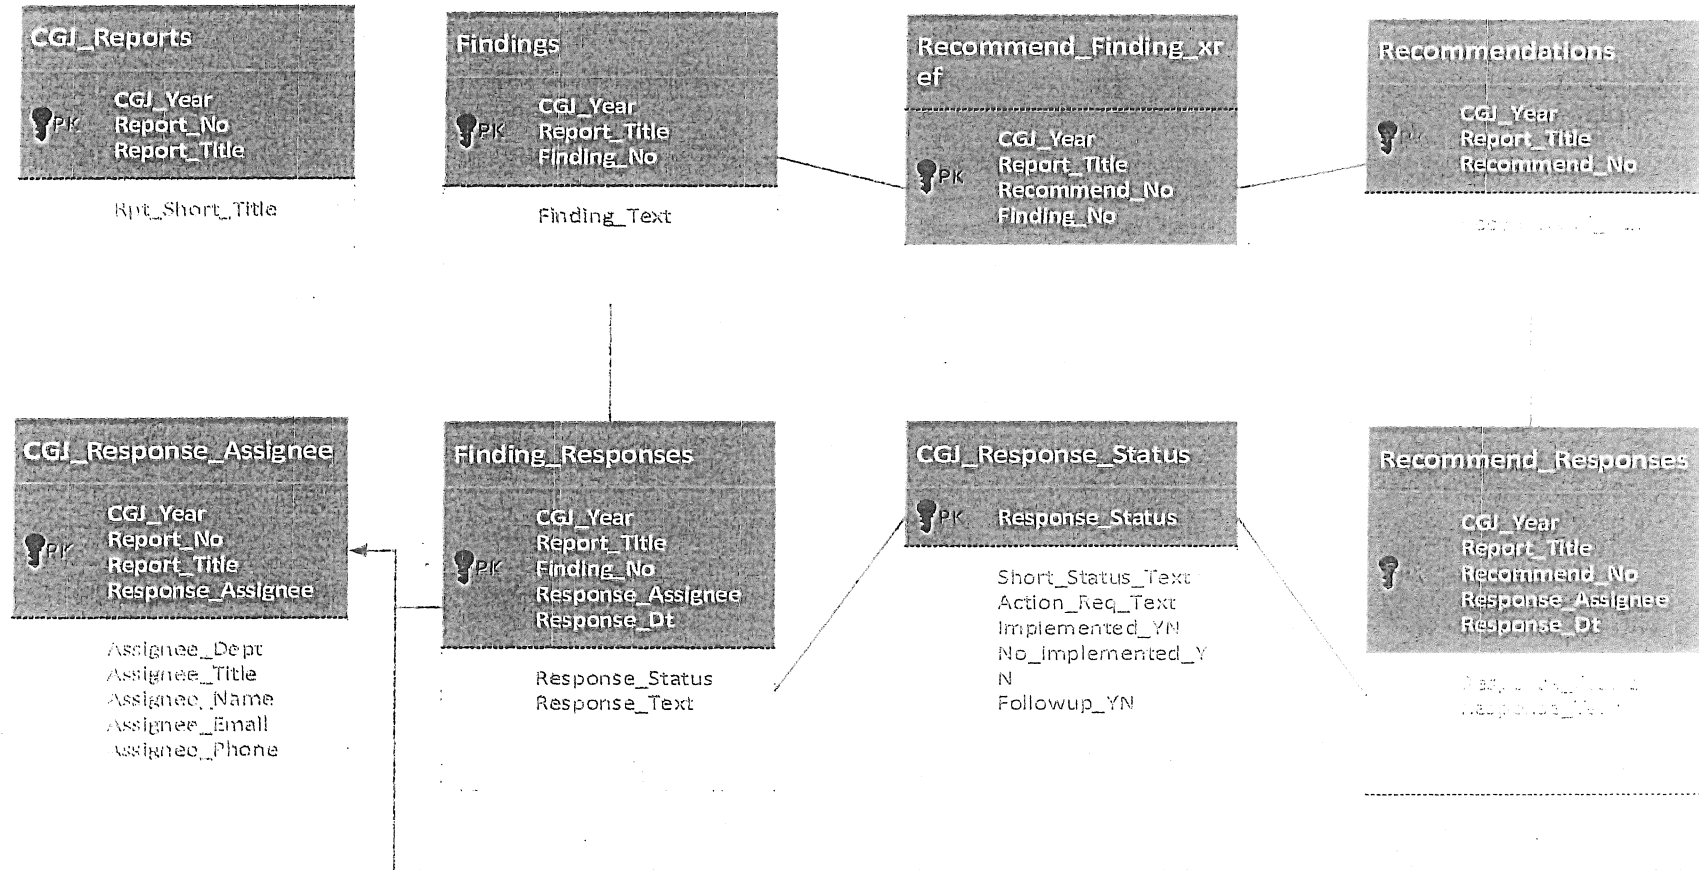 CGJ_Reports
PK
CGJ_Year
Report_No
Report_Title
Rpt_Short_Title
Findings
PK
CGJ_Year
Report_Title
Finding_No
Finding_Text
Recommend_Finding_xr
ef
PK
CGJ_Year
Report_Title
Recommend_No
Finding_No
Recommendations
CGJ_Year
Report_Title
Recommend_No
CGJ_Response_Assignee
PK
CGJ_Year
Report_No
Report_Title
Response_Assignee
Assignee_Dept
Assignee_Title
Assignee_Name
Assignee_Email
Assignee_Phone
Finding_Responses
PK
CGJ_Year
Report_Title
Finding_No
Response_Assignee
Response_Dt
Response_Status
Response_Text
CGJ_Response_Status
PK
Response_Status
Short_Status_Text
Action_Req_Text
Implemented_YN
No_Implemented_Y
N
Followup_YN
Recommend_Responses
CGJ_Year
Report_Title
Recommend_No
Response_Assignee
Response_Dt